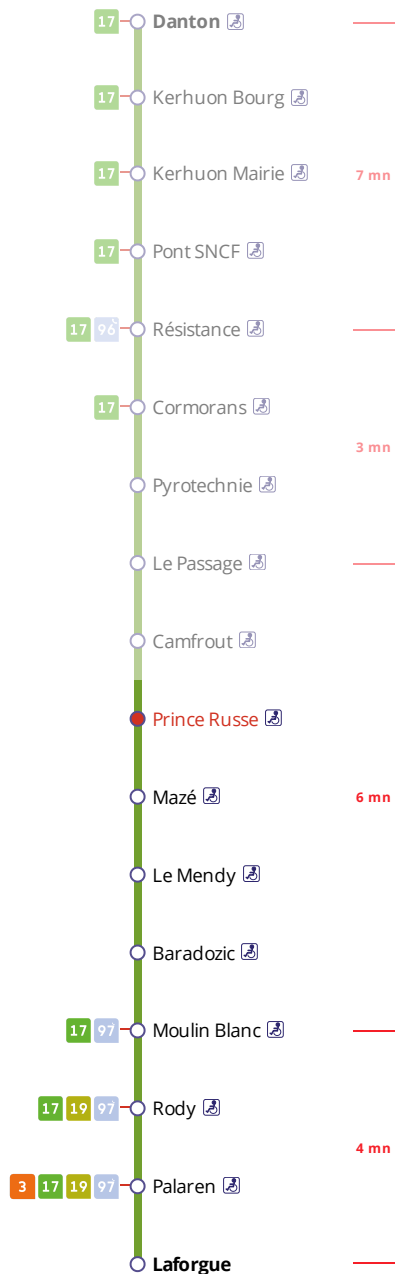 17 Danton
17 Kerhuon Bourg
17 Kerhuon Mairie 7 mn
17 Pont SNCF
17 96 Résistance
17 Cormorans
3 mn
Pyrotechnie
Le Passage
Camfrout
Prince Russe
Mazé 6 mn
Le Mendy
Baradozic
17 97 Moulin Blanc
17 19 97 Rody
4 mn
3 17 19 97 Palaren
Laforgue